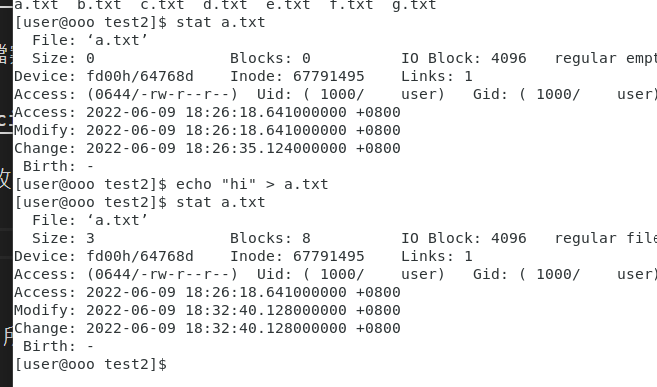 a.txt  b.txt  c.txt  d.txt  e.txt  f.txt  g.txt
[user@ooo test2]$ stat a.txt
  File: ‘a.txt’
  Size: 0               Blocks: 0          IO Block: 4096   regular empt
Device: fd00h/64768d    Inode: 67791495    Links: 1
Access: (0644/-rw-r--r--)  Uid: ( 1000/    user)   Gid: ( 1000/    user)
Access: 2022-06-09 18:26:18.641000000 +0800
Modify: 2022-06-09 18:26:18.641000000 +0800
Change: 2022-06-09 18:26:35.124000000 +0800
 Birth: -
[user@ooo test2]$ echo "hi" > a.txt
[user@ooo test2]$ stat a.txt
  File: ‘a.txt’
  Size: 3               Blocks: 8          IO Block: 4096   regular file
Device: fd00h/64768d    Inode: 67791495    Links: 1
Access: (0644/-rw-r--r--)  Uid: ( 1000/    user)   Gid: ( 1000/    user)
Access: 2022-06-09 18:26:18.641000000 +0800
Modify: 2022-06-09 18:32:40.128000000 +0800
Change: 2022-06-09 18:32:40.128000000 +0800
 Birth: -
[user@ooo test2]$